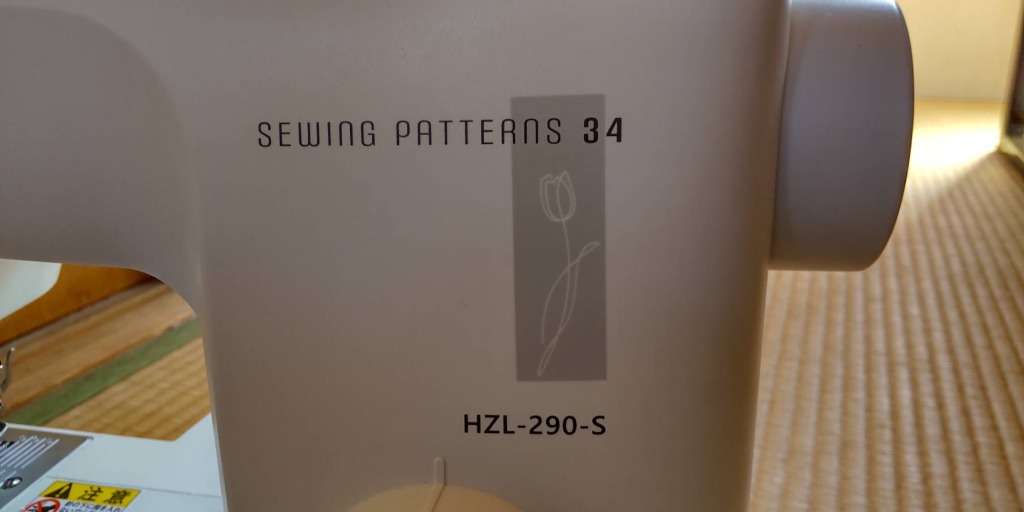 SEWING PATTERNS 34
HZL-290-S
注意